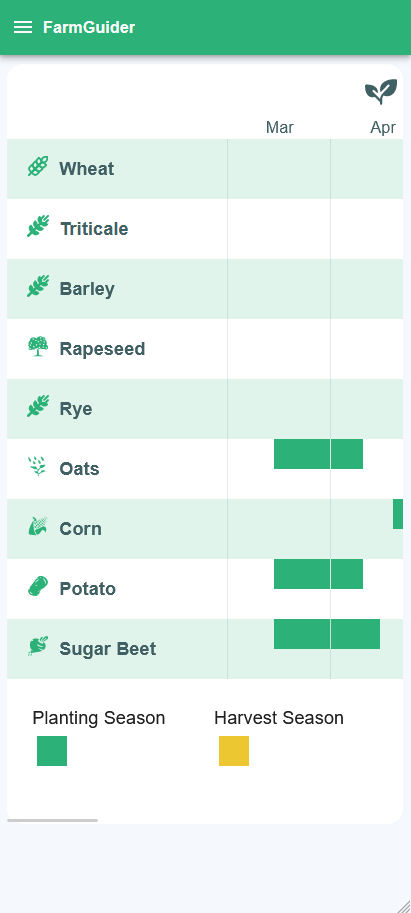 FarmGuider
Mar Apr
Wheat
Triticale
Barley
Rapeseed
Rye
Oats
Corn
Potato
Sugar Beet
Planting Season Harvest Season